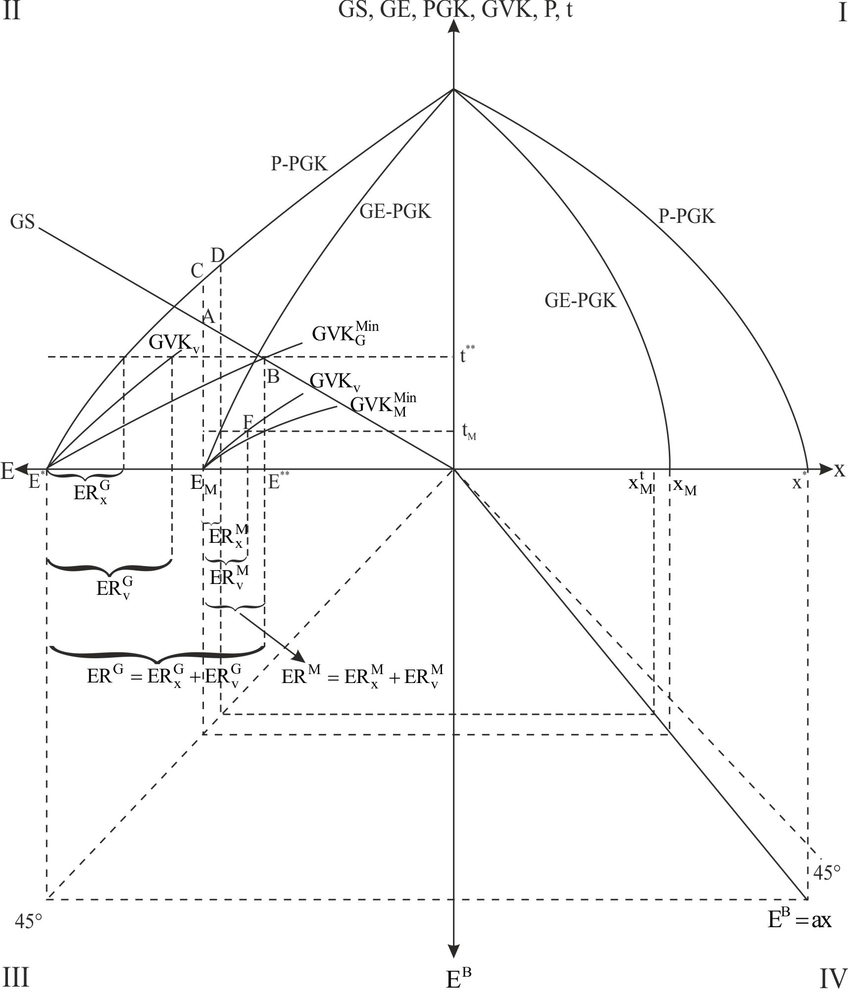 II
GS, GE, PGK, GVK, P, t
I
P-PGK
GE-PGK
P-PGK
GS
D
C
GE-PGK
A
GVK_G^Min
GVK_v
t**
B
GVK_v
GVK_M^Min
F
t_M
E
E*
E_M
E**
x_M^t
x_M
x*
x
ER_x^G
ER_x^M
ER_v^M
ER_v^G
ER^G = ER_x^G + ER_v^G
ER^M = ER_x^M + ER_v^M
45°
45°
E^B = ax
III
E^B
IV